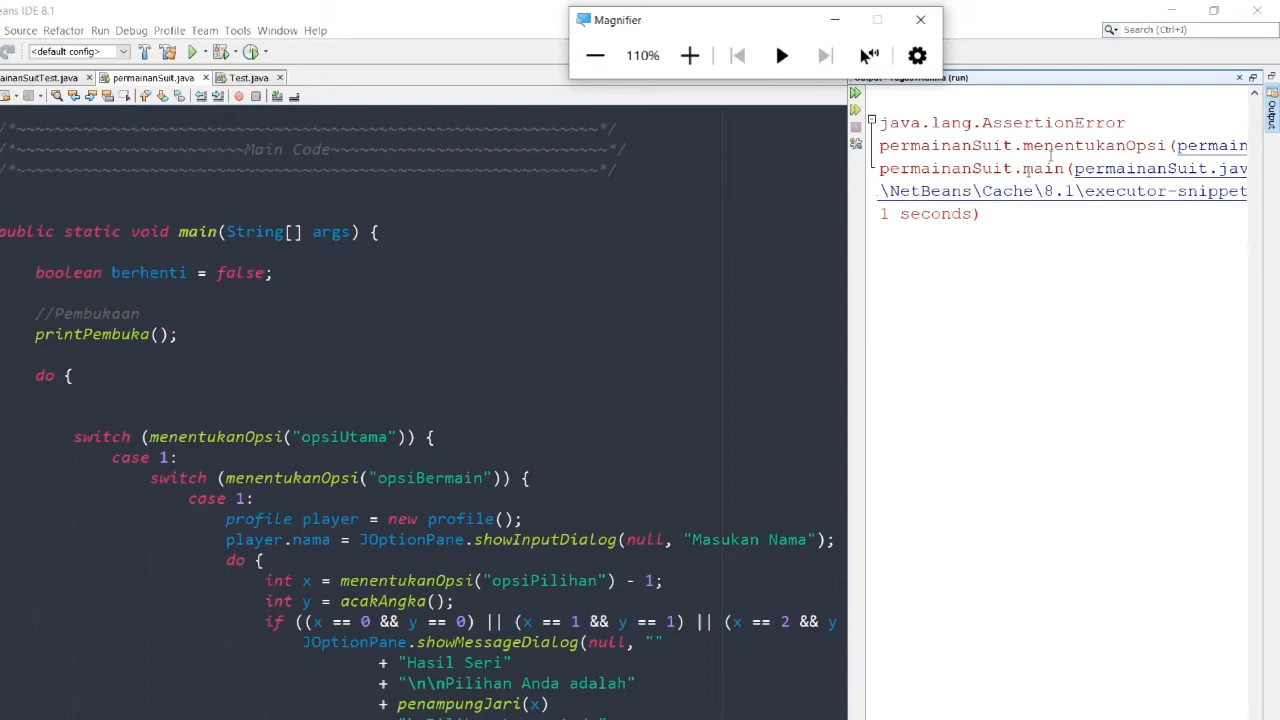 eans IDE 8.1
Magnifier
Source Refactor Run Debug Profile Team Tools Window Help
Search (Ctrl+I)
<default config>
110%
ainanSuitTest.java
permainanSuit.java
Test.java
(run)
Output
/*~~~~~~~~~~~~~~~~~~~~~~~~~~~~~~~~~~~~~~~~~~~~~~~~~~~~~~~~~~~~~*/
/*~~~~~~~~~~~~~~~~~~~~~~~~Main Code~~~~~~~~~~~~~~~~~~~~~~~~~~~~~*/
/*~~~~~~~~~~~~~~~~~~~~~~~~~~~~~~~~~~~~~~~~~~~~~~~~~~~~~~~~~~~~~*/
public static void main(String[] args) {
boolean berhenti = false;
//Pembukaan
printPembuka();
do {
switch (menentukanOpsi("opsiUtama")) {
case 1:
switch (menentukanOpsi("opsiBermain")) {
case 1:
profile player = new profile();
player.nama = JOptionPane.showInputDialog(null, "Masukan Nama");
do {
int x = menentukanOpsi("opsiPilihan") - 1;
int y = acakAngka();
if ((x == 0 && y == 0) || (x == 1 && y == 1) || (x == 2 && y
JOptionPane.showMessageDialog(null, ""
+ "Hasil Seri"
+ "\n\nPilihan Anda adalah"
+ penampungJari(x)
java.lang.AssertionError
permainanSuit.menentukanOpsi(permain
permainanSuit.main(permainanSuit.jav
\NetBeans\Cache\8.1\executor-snippet
1 seconds)